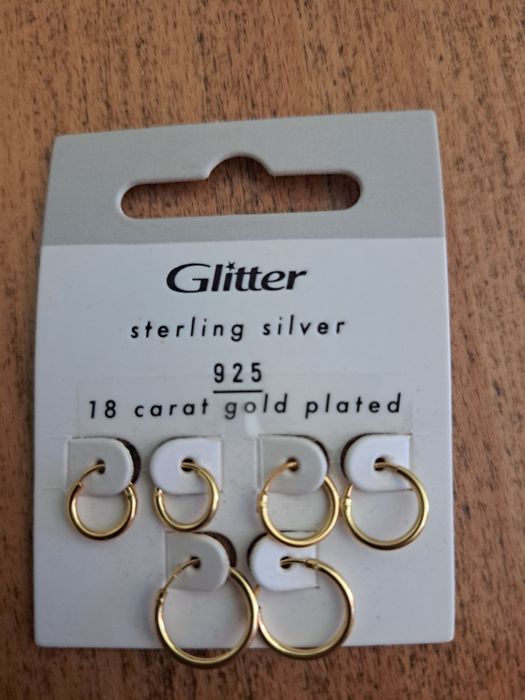 Glitter
sterling silver
925
18 carat gold plated